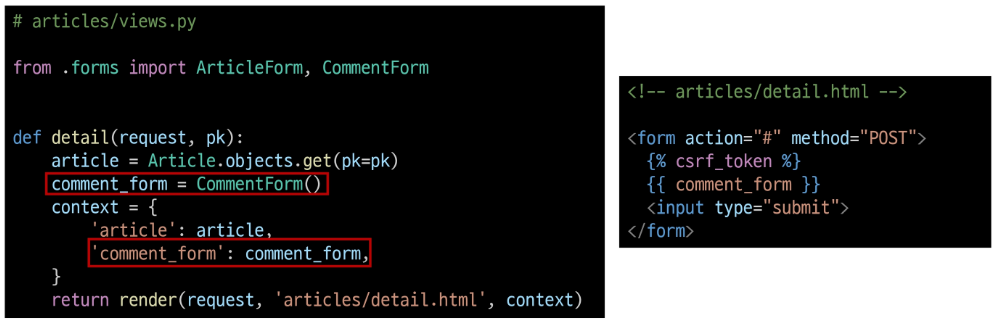 # articles/views.py
from .forms import ArticleForm, CommentForm
def detail(request, pk):
    article = Article.objects.get(pk=pk)
    comment_form = CommentForm()
    context = {
        'article': article,
        'comment_form': comment_form,
    }
    return render(request, 'articles/detail.html', context)
<!-- articles/detail.html -->
<form action="#" method="POST">
  {% csrf_token %}
  {{ comment_form }}
  <input type="submit">
</form>